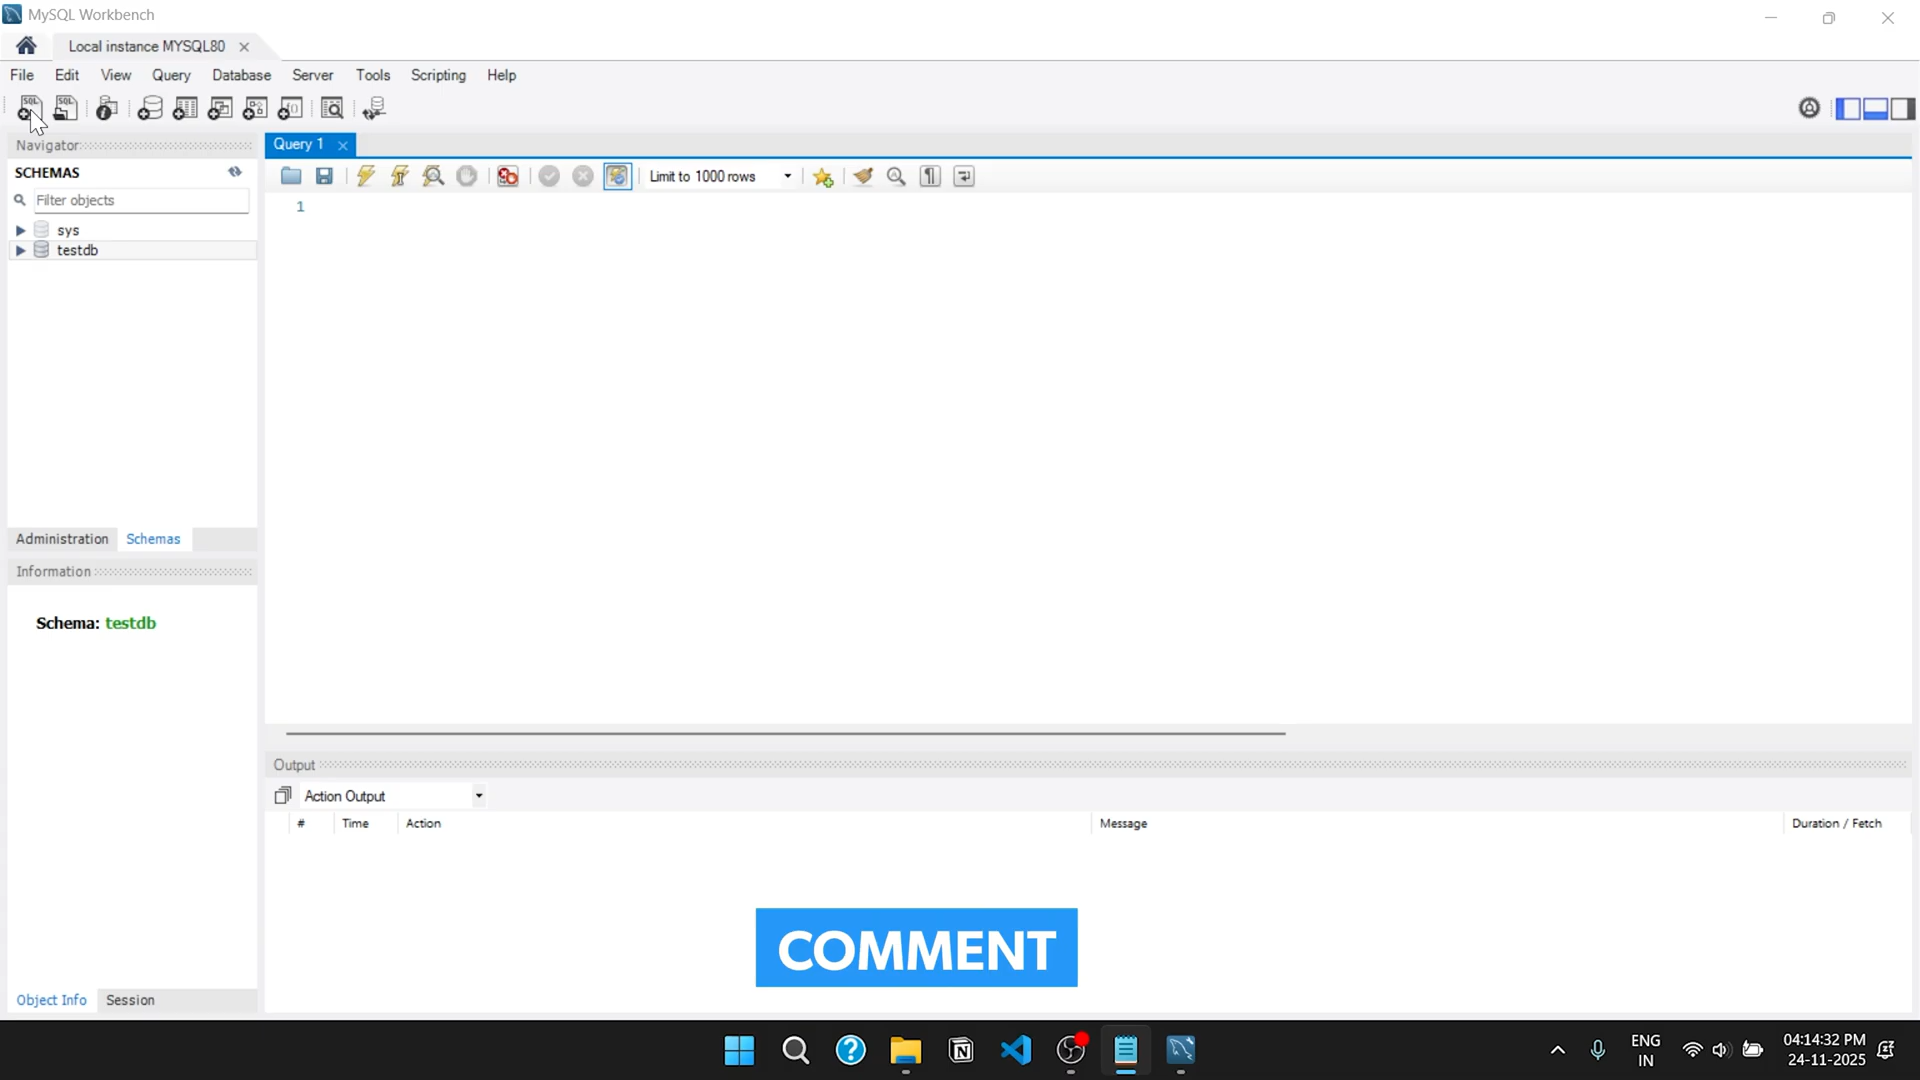 MySQL Workbench
Local instance MYSQL80
File Edit View Query Database Server Tools Scripting Help
Navigator
SCHEMAS
Filter objects
sys
testdb
Administration Schemas
Information
Schema: testdb
Object Info Session
Query 1
Limit to 1000 rows
1
Output
Action Output
# Time Action Message Duration / Fetch
COMMENT
ENG
IN
04:14:32 PM
24-11-2025